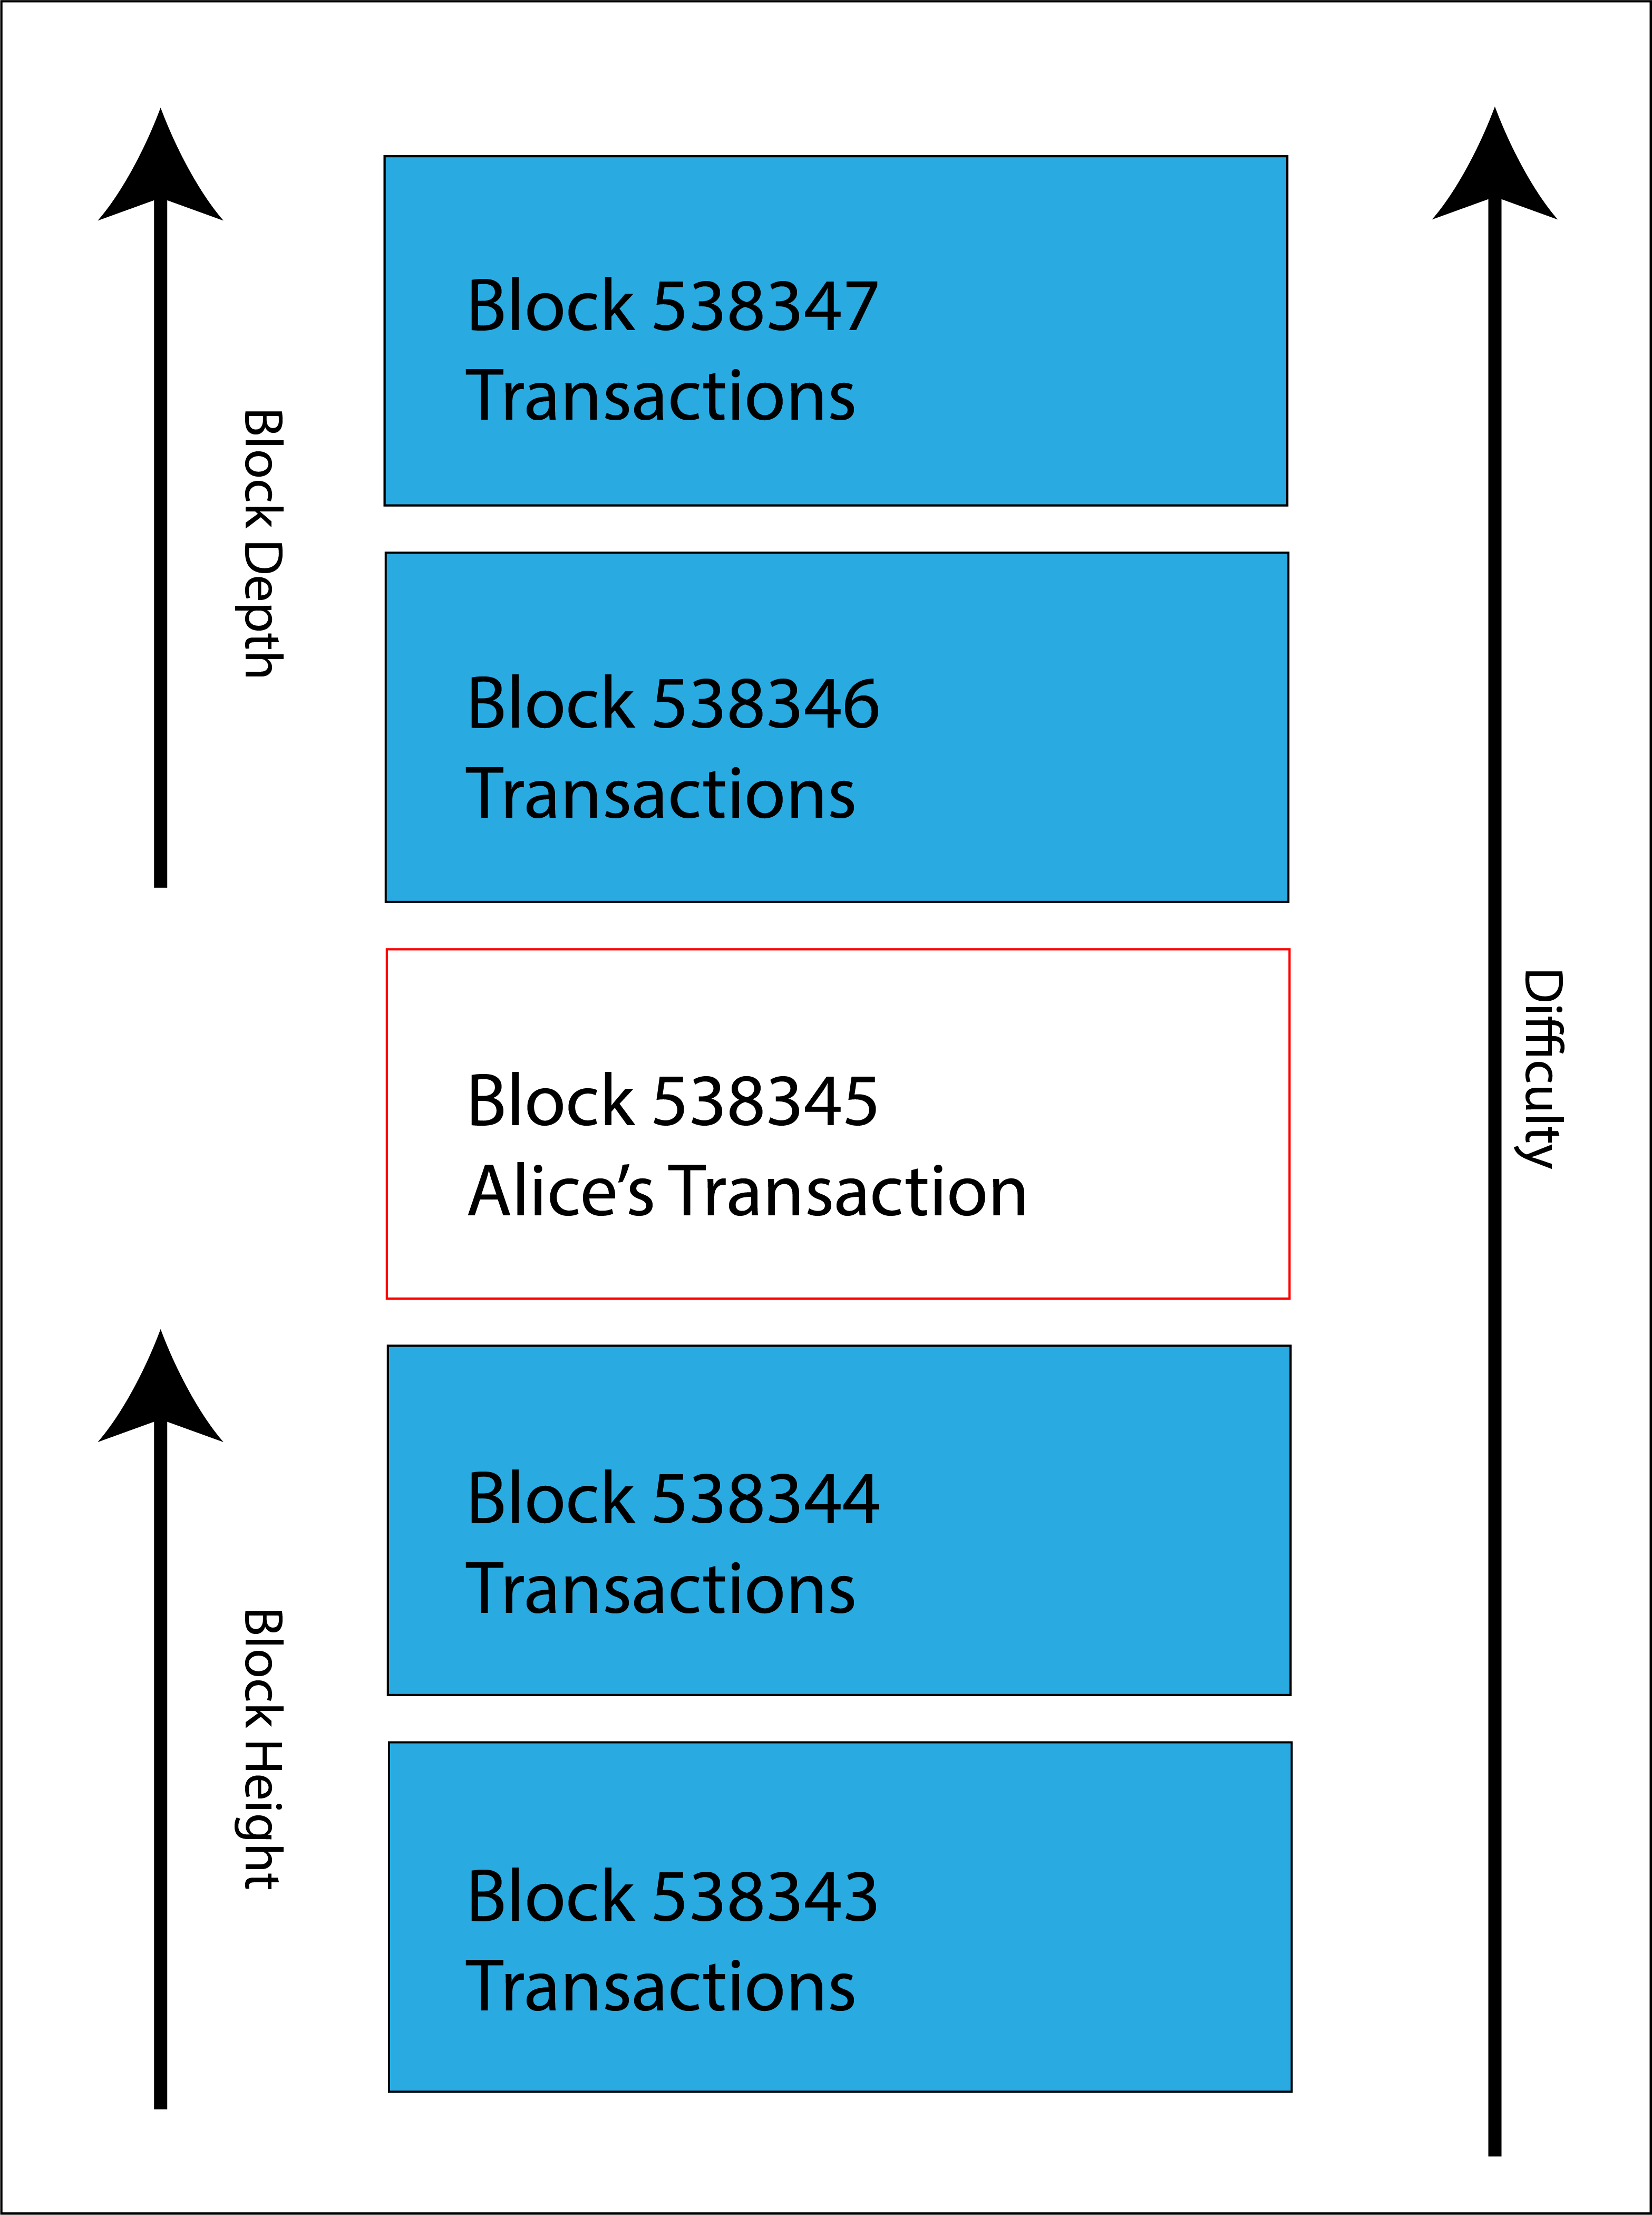 Block 538347
Transactions
Block Depth
Block 538346
Transactions
Block 538345
Alice’s Transaction
Difficulty
Block 538344
Transactions
Block Height
Block 538343
Transactions